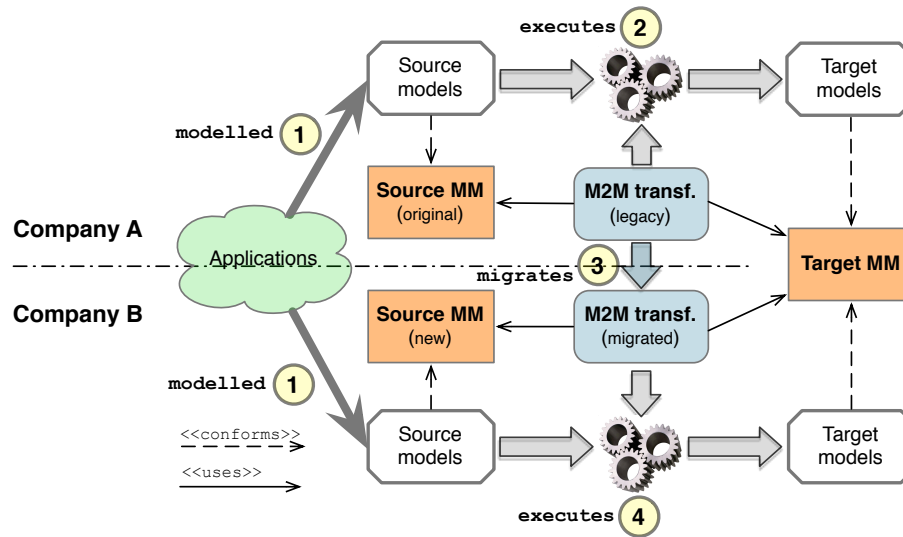 executes 2
Source
models
Target
models
modelled 1
Source MM
(original)
M2M transf.
(legacy)
Company A
Applications
migrates 3
Target MM
Company B
Source MM
(new)
M2M transf.
(migrated)
modelled 1
<<conforms>>
Source
models
Target
models
<<uses>>
executes 4